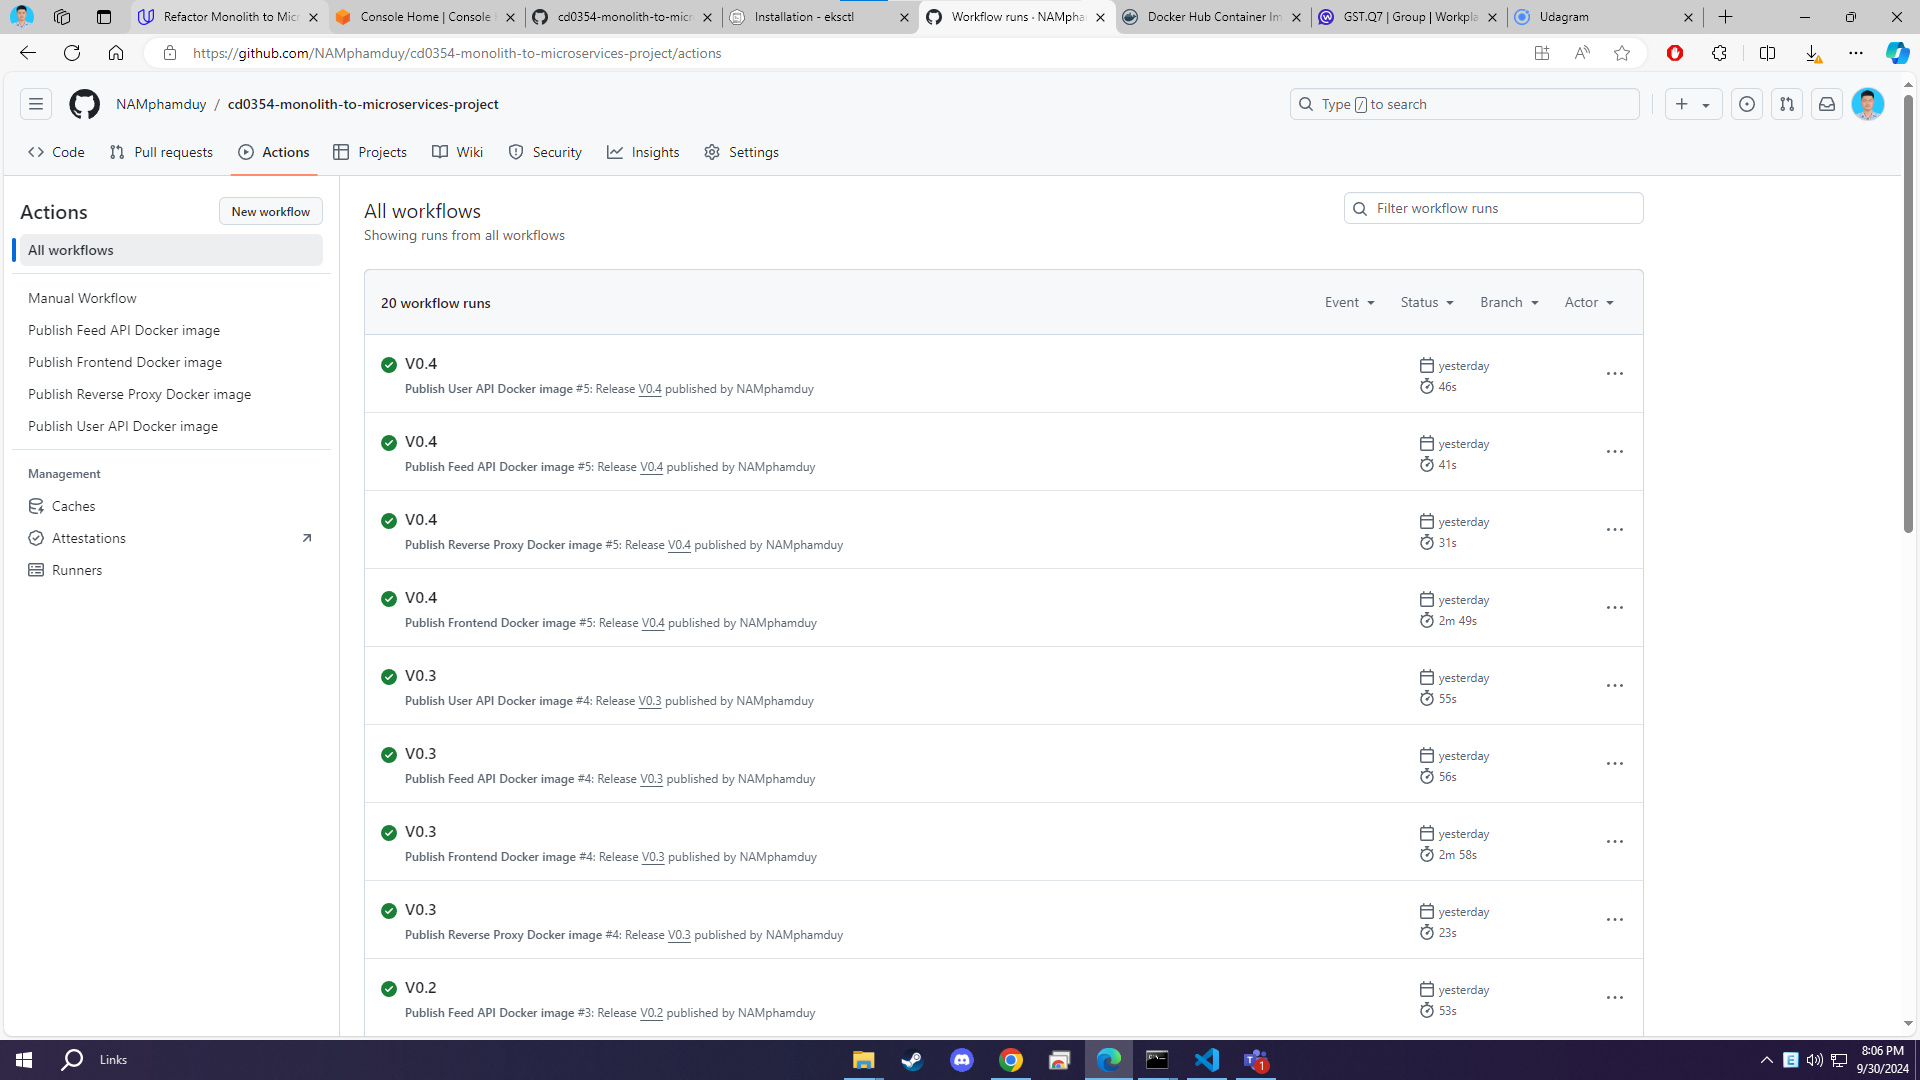 Refactor Monolith to Mic
Console Home | Console
cd0354-monolith-to-micr
Installation - eksctl
Workflow runs · NAMpha
Docker Hub Container Im
GST.Q7 | Group | Workpla
Udagram
https://github.com/NAMphamduy/cd0354-monolith-to-microservices-project/actions
NAMphamduy / cd0354-monolith-to-microservices-project
Type / to search
Code
Pull requests
Actions
Projects
Wiki
Security
Insights
Settings
Actions
New workflow
All workflows
Manual Workflow
Publish Feed API Docker image
Publish Frontend Docker image
Publish Reverse Proxy Docker image
Publish User API Docker image
Management
Caches
Attestations
Runners
All workflows
Showing runs from all workflows
Filter workflow runs
20 workflow runs
Event
Status
Branch
Actor
V0.4
Publish User API Docker image #5: Release V0.4 published by NAMphamduy
yesterday
46s
V0.4
Publish Feed API Docker image #5: Release V0.4 published by NAMphamduy
yesterday
41s
V0.4
Publish Reverse Proxy Docker image #5: Release V0.4 published by NAMphamduy
yesterday
31s
V0.4
Publish Frontend Docker image #5: Release V0.4 published by NAMphamduy
yesterday
2m 49s
V0.3
Publish User API Docker image #4: Release V0.3 published by NAMphamduy
yesterday
55s
V0.3
Publish Feed API Docker image #4: Release V0.3 published by NAMphamduy
yesterday
56s
V0.3
Publish Frontend Docker image #4: Release V0.3 published by NAMphamduy
yesterday
2m 58s
V0.3
Publish Reverse Proxy Docker image #4: Release V0.3 published by NAMphamduy
yesterday
23s
V0.2
Publish Feed API Docker image #3: Release V0.2 published by NAMphamduy
yesterday
53s
Links
1
E
8:06 PM
9/30/2024